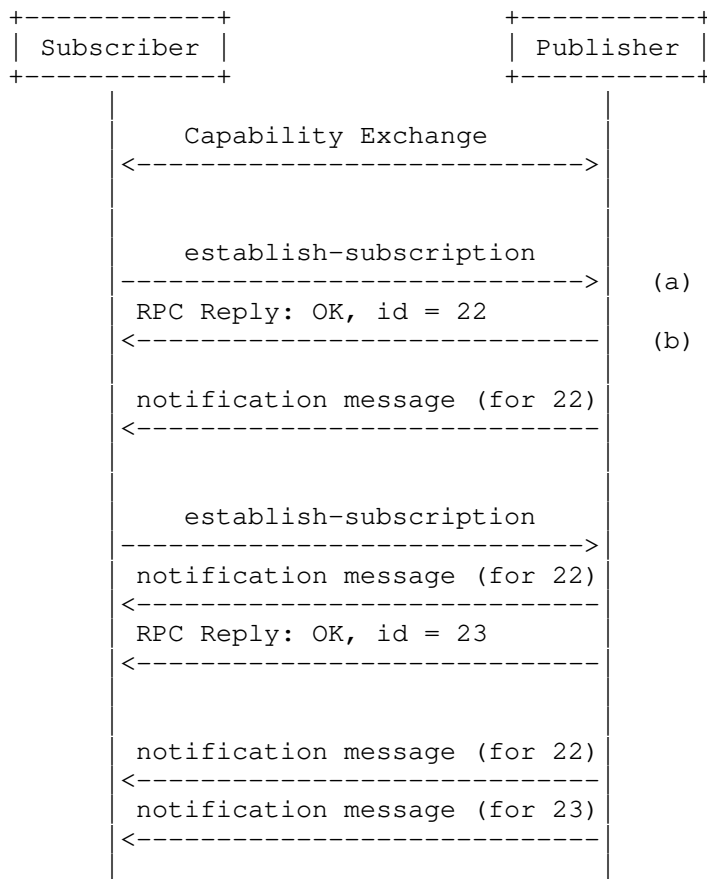 Subscriber Publisher
Capability Exchange
establish-subscription
(a)
RPC Reply: OK, id = 22
(b)
notification message (for 22)
establish-subscription
notification message (for 22)
RPC Reply: OK, id = 23
notification message (for 22)
notification message (for 23)